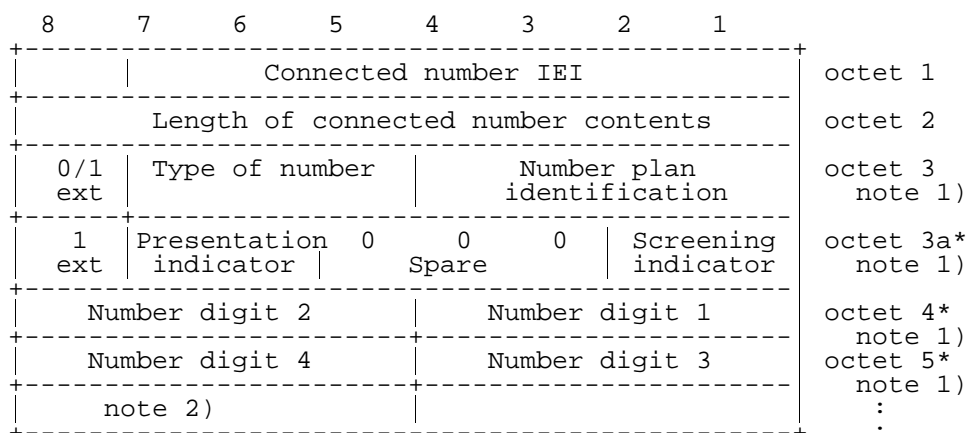 8 7 6 5 4 3 2 1
Connected number IEI octet 1
Length of connected number contents octet 2
0/1 Type of number Number plan octet 3
ext identification note 1)
1 Presentation 0 0 0 Screening octet 3a*
ext indicator Spare indicator note 1)
Number digit 2 Number digit 1 octet 4*
note 1)
Number digit 4 Number digit 3 octet 5*
note 1)
note 2) :
: